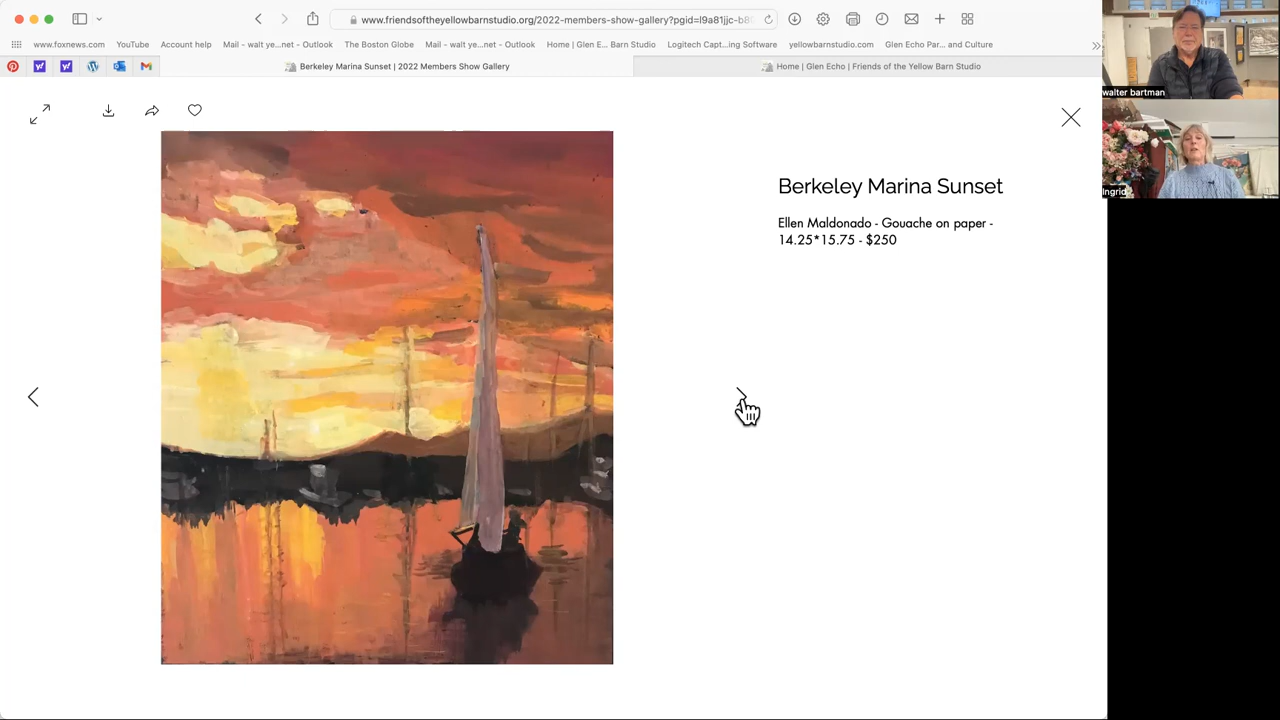 www.friendsoftheyellowbarnstudio.org/2022-members-show-gallery?pgid=l9a81jjc-b8
www.foxnews.com YouTube Account help Mail - walt ye...net - Outlook The Boston Globe Mail - walt ye...net - Outlook Home | Glen E... Barn Studio Logitech Capt...ing Software yellowbarnstudio.com Glen Echo Par... and Culture
Berkeley Marina Sunset | 2022 Members Show Gallery
Home | Glen Echo | Friends of the Yellow Barn Studio
walter bartman
Ingrid
Berkeley Marina Sunset
Ellen Maldonado - Gouache on paper -
14.25*15.75 - $250